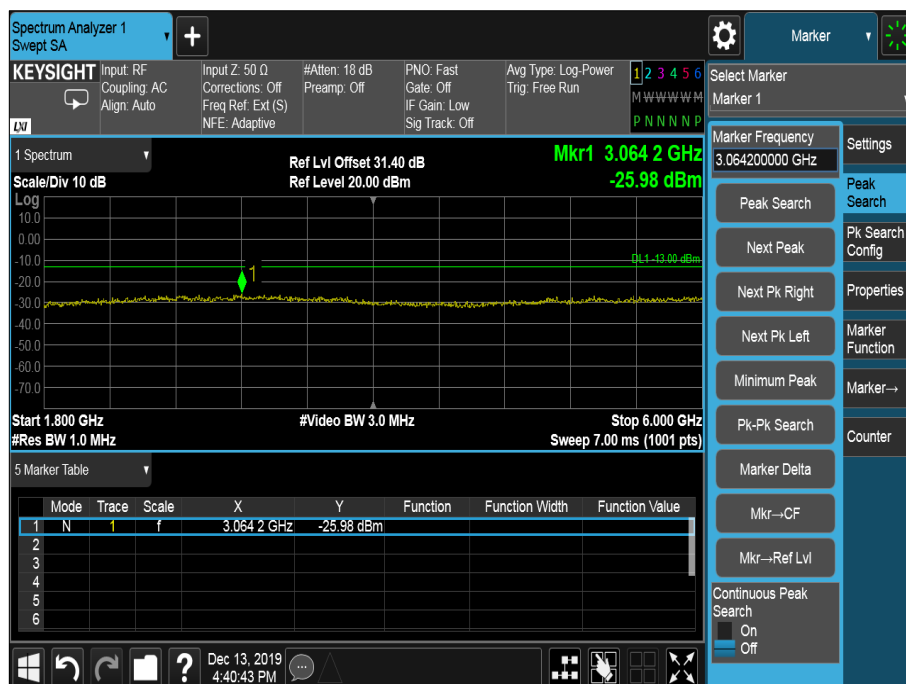 Spectrum Analyzer 1
Swept SA
+
Marker
KEYSIGHT
LXI
Input: RF
Coupling: AC
Align: Auto
Input Z: 50 Ω
Corrections: Off
Freq Ref: Ext (S)
NFE: Adaptive
#Atten: 18 dB
Preamp: Off
PNO: Fast
Gate: Off
IF Gain: Low
Sig Track: Off
Avg Type: Log-Power
Trig: Free Run
1 2 3 4 5 6
M W W W W M
P N N N N P
Select Marker
Marker 1
1 Spectrum
Scale/Div 10 dB
Ref Lvl Offset 31.40 dB
Ref Level 20.00 dBm
Mkr1 3.064 2 GHz
-25.98 dBm
Log
10.0
0.00
-10.0
-20.0
-30.0
-40.0
-50.0
-60.0
-70.0
DL1 -13.00 dBm
1
Start 1.800 GHz
#Res BW 1.0 MHz
#Video BW 3.0 MHz
Stop 6.000 GHz
Sweep 7.00 ms (1001 pts)
5 Marker Table
Mode Trace Scale X Y Function Function Width Function Value
1 N 1 f 3.064 2 GHz -25.98 dBm
2
3
4
5
6
Marker Frequency
3.064200000 GHz
Peak Search
Next Peak
Next Pk Right
Next Pk Left
Minimum Peak
Pk-Pk Search
Marker Delta
Mkr→CF
Mkr→Ref Lvl
Continuous Peak
Search
On
Off
Settings
Peak
Search
Pk Search
Config
Properties
Marker
Function
Marker→
Counter
?
Dec 13, 2019
4:40:43 PM